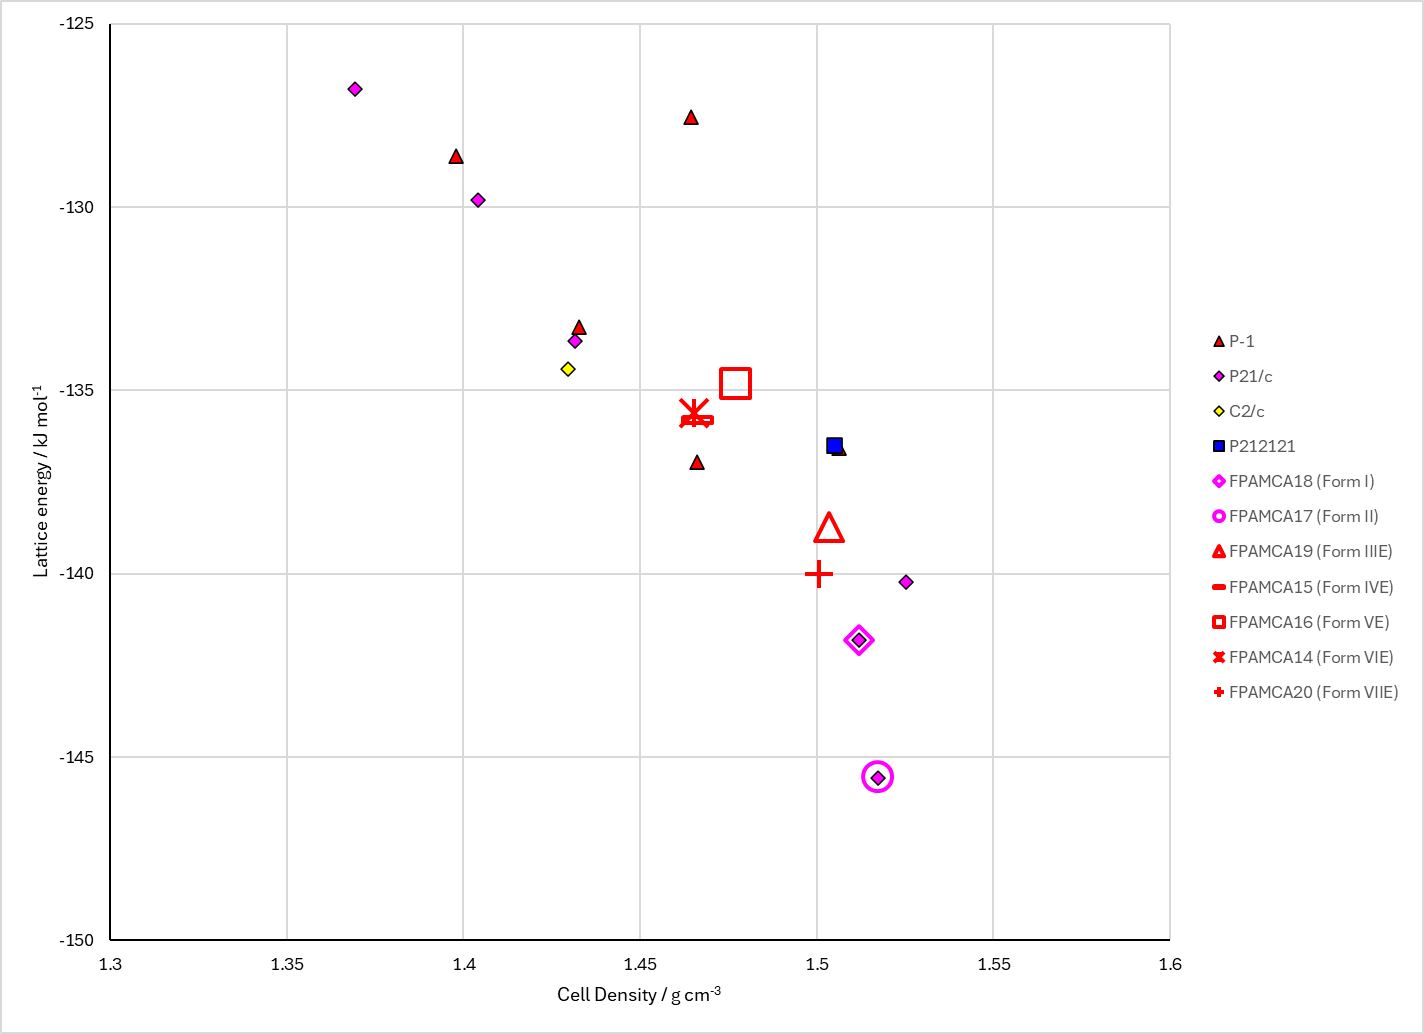 -125
-130
-135
-140
-145
-150
Lattice energy / kJ mol-1
1.3 1.35 1.4 1.45 1.5 1.55 1.6
Cell Density / g cm-3
P-1
P21/c
C2/c
P212121
FPAMCA18 (Form I)
FPAMCA17 (Form II)
FPAMCA19 (Form IIIE)
FPAMCA15 (Form IVE)
FPAMCA16 (Form VE)
FPAMCA14 (Form VIE)
FPAMCA20 (Form VIIE)